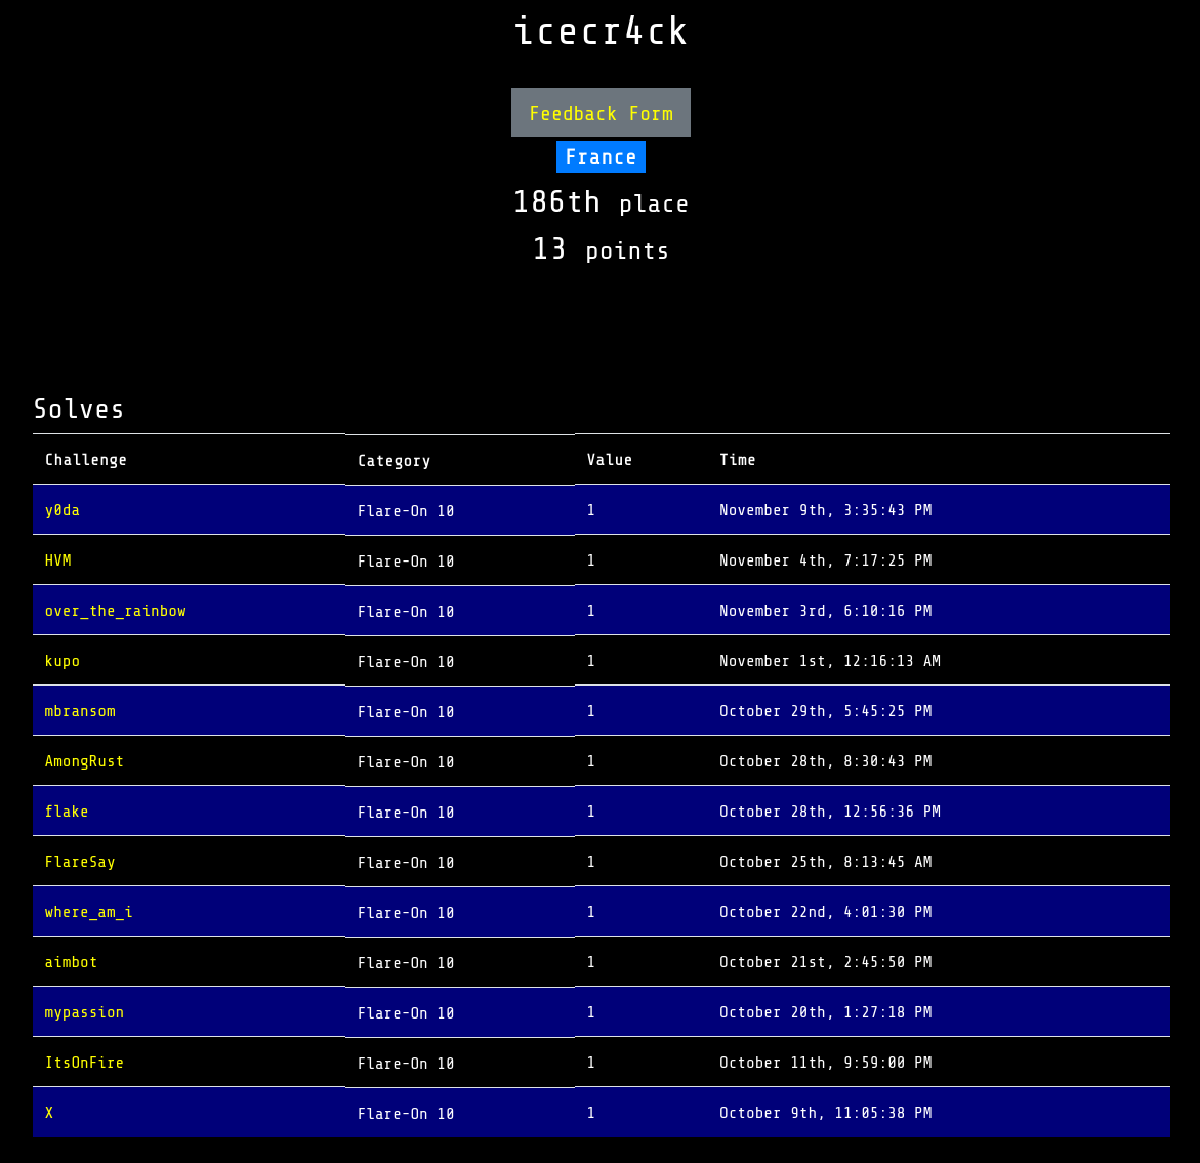 icecr4ck
Feedback Form
France
186th place
13 points
Solves
Challenge Category Value Time
y0da Flare-On 10 1 November 9th, 3:35:43 PM
HVM Flare-On 10 1 November 4th, 7:17:25 PM
over_the_rainbow Flare-On 10 1 November 3rd, 6:10:16 PM
kupo Flare-On 10 1 November 1st, 12:16:13 AM
mbransom Flare-On 10 1 October 29th, 5:45:25 PM
AmongRust Flare-On 10 1 October 28th, 8:30:43 PM
flake Flare-On 10 1 October 28th, 12:56:36 PM
FlareSay Flare-On 10 1 October 25th, 8:13:45 AM
where_am_i Flare-On 10 1 October 22nd, 4:01:30 PM
aimbot Flare-On 10 1 October 21st, 2:45:50 PM
mypassion Flare-On 10 1 October 20th, 1:27:18 PM
ItsOnFire Flare-On 10 1 October 11th, 9:59:00 PM
X Flare-On 10 1 October 9th, 11:05:38 PM